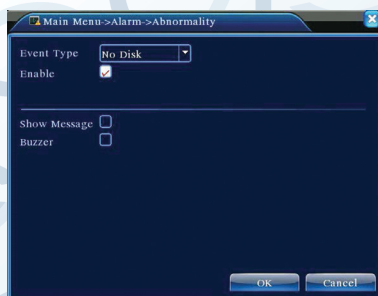 Main Menu->Alarm->Abnormality
Event Type No Disk
Enable
Show Message
Buzzer
OK Cancel